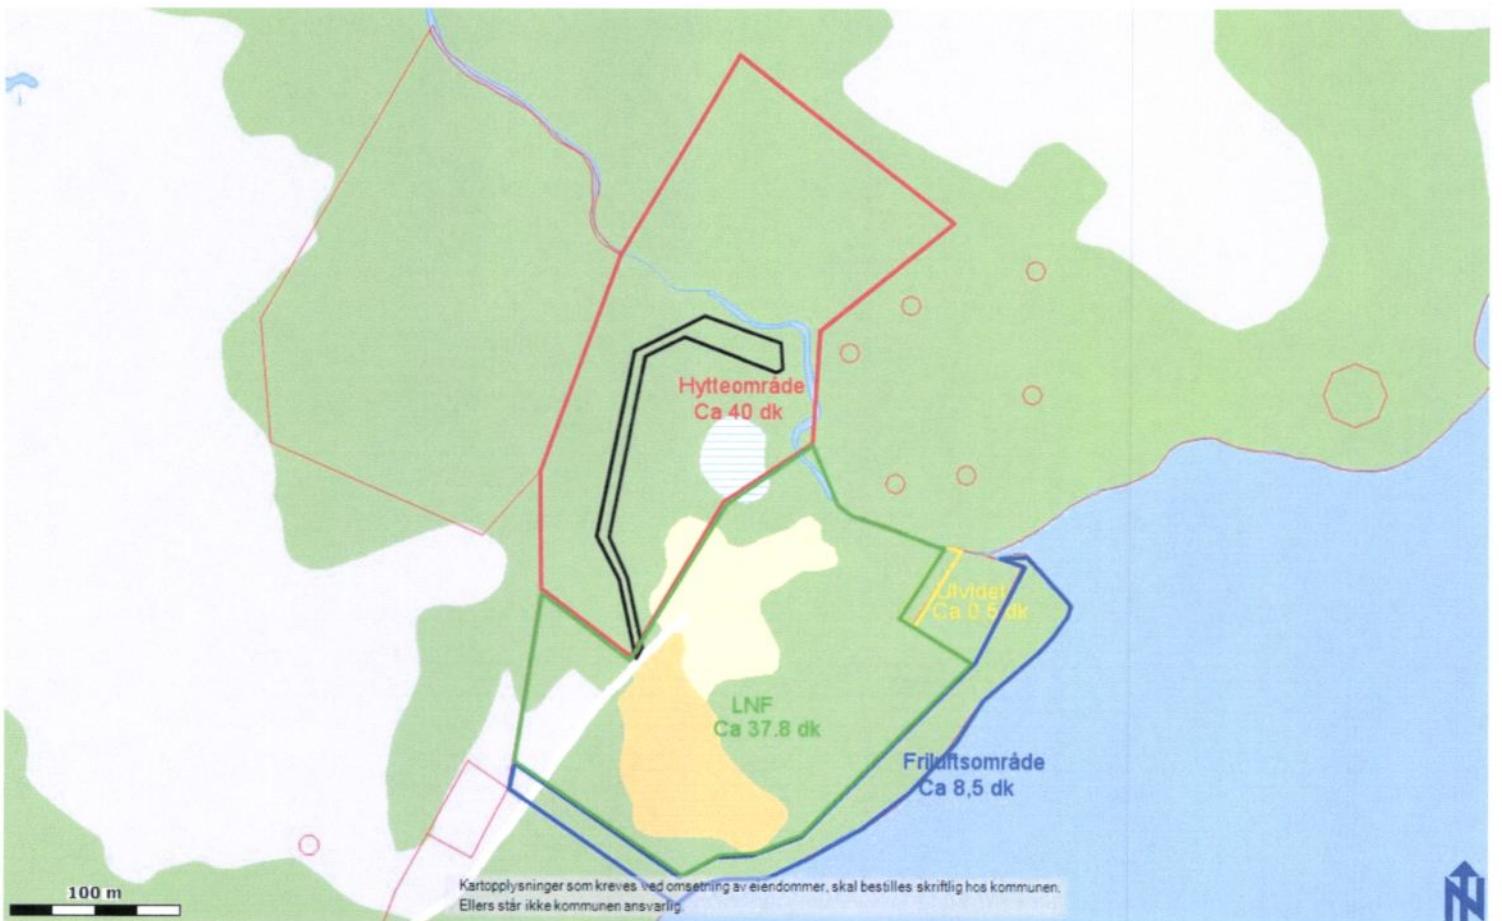 Hytteområde
Ca 40 dk
Utvidet
Ca 0.5 dk
LNF
Ca 37.8 dk
Friluftsområde
Ca 8,5 dk
100 m
Kartopplysninger som kreves ved omsetning av eiendommer, skal bestilles skriftlig hos kommunen.
Ellers står ikke kommunen ansvarlig.
N